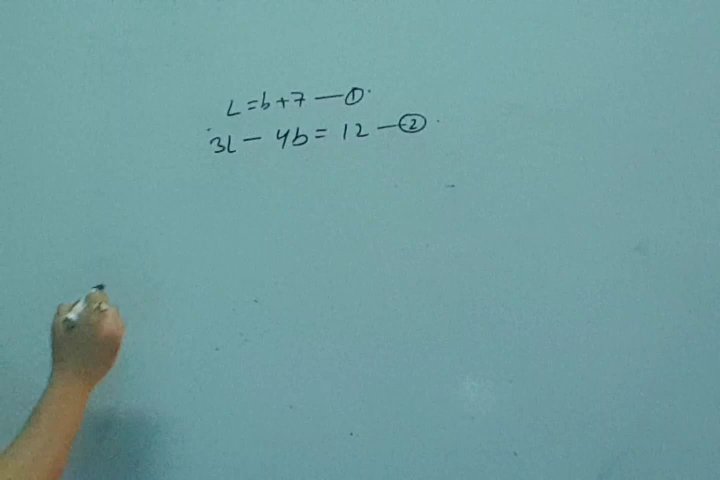 L = b + 7 — ①
3L − 4b = 12 — ②